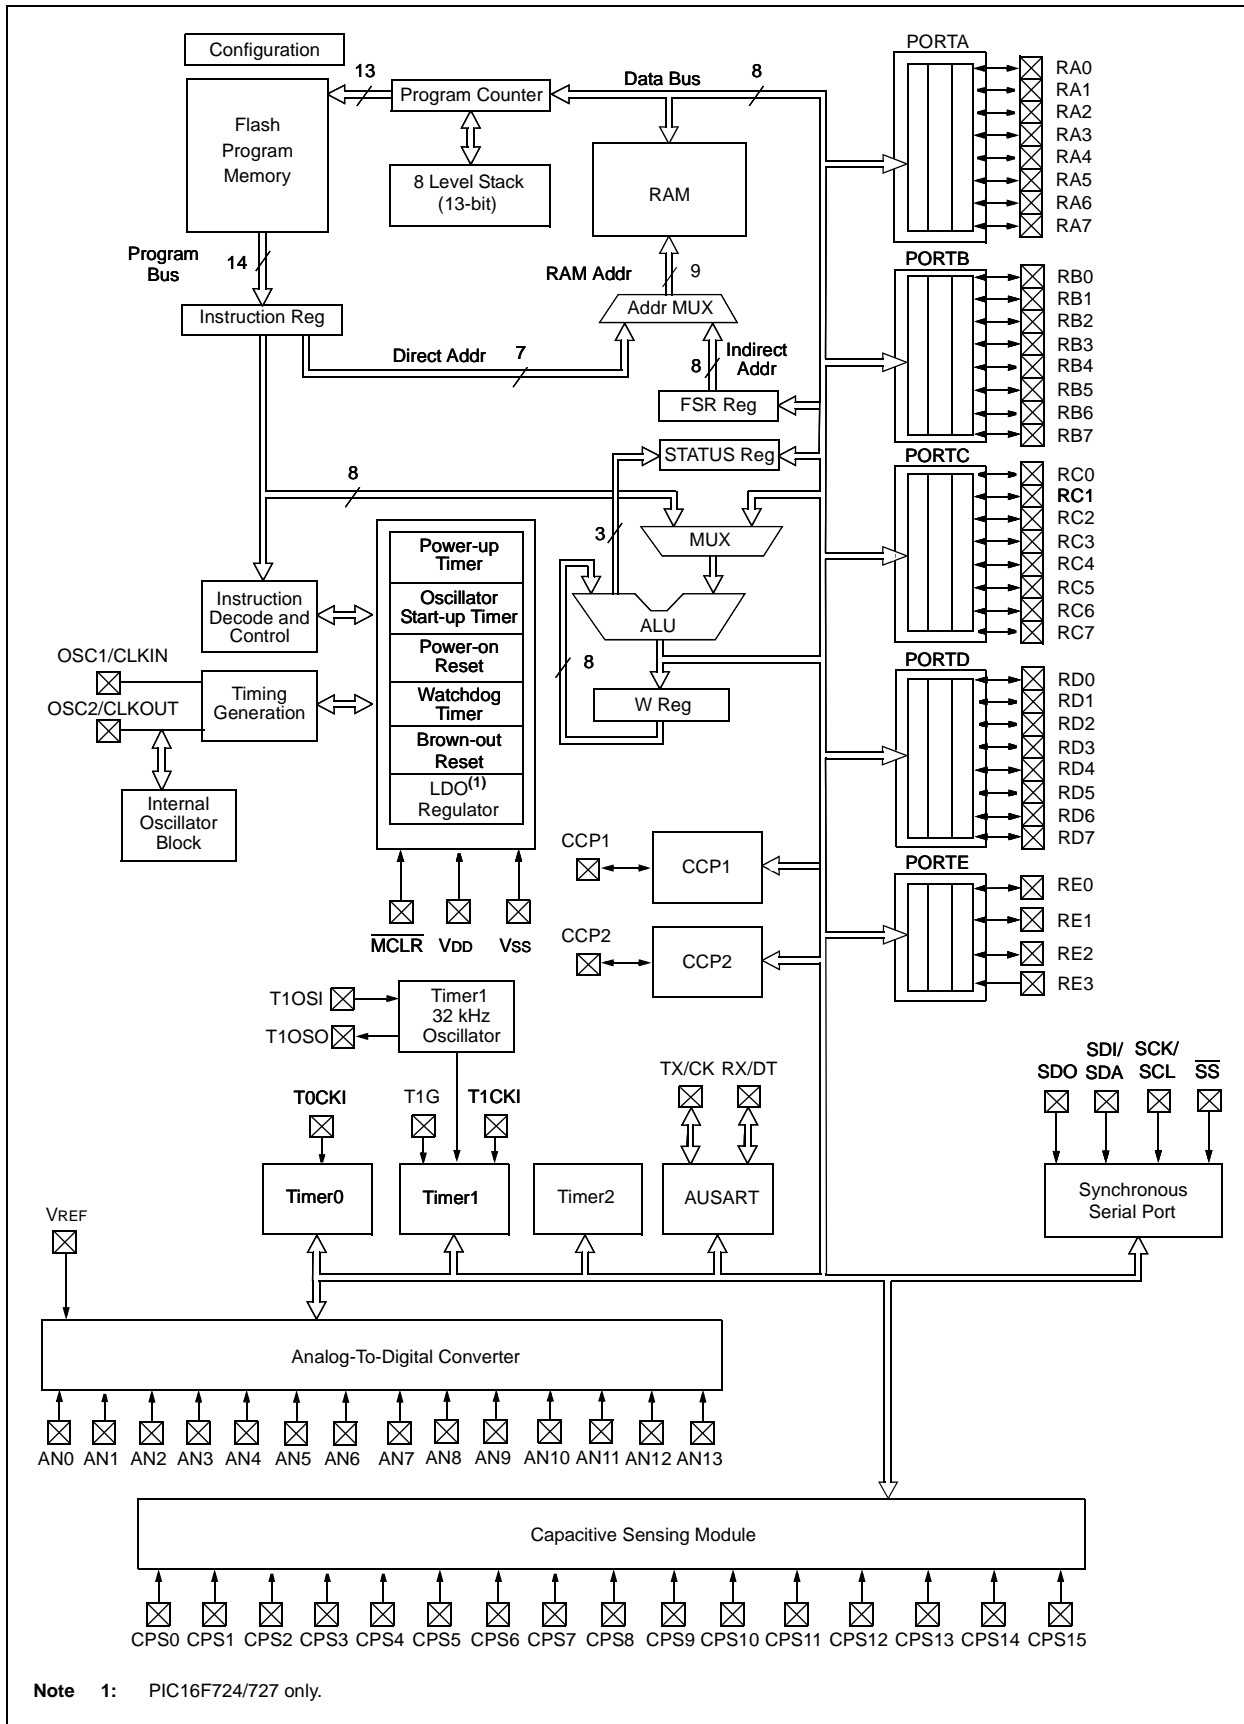 Configuration
PORTA
13
Data Bus
8
Program Counter
Flash
Program
Memory
8 Level Stack
(13-bit)
RAM
RA0
RA1
RA2
RA3
RA4
RA5
RA6
RA7
Program
Bus
14
RAM Addr
9
PORTB
Instruction Reg
Addr MUX
Direct Addr
7
Indirect
Addr
8
FSR Reg
RB0
RB1
RB2
RB3
RB4
RB5
RB6
RB7
STATUS Reg
PORTC
8
3
MUX
RC0
RC1
RC2
RC3
RC4
RC5
RC6
RC7
Power-up
Timer
Oscillator
Start-up Timer
Power-on
Reset
Watchdog
Timer
Brown-out
Reset
LDO(1)
Regulator
Instruction
Decode and
Control
ALU
8
W Reg
OSC1/CLKIN
OSC2/CLKOUT
Timing
Generation
Internal
Oscillator
Block
PORTD
RD0
RD1
RD2
RD3
RD4
RD5
RD6
RD7
MCLR
VDD
VSS
CCP1
CCP1
CCP2
CCP2
PORTE
RE0
RE1
RE2
RE3
T1OSI
T1OSO
Timer1
32 kHz
Oscillator
T0CKI
T1G
T1CKI
TX/CK
RX/DT
SDO
SDI/
SDA
SCK/
SCL
SS
Timer0
Timer1
Timer2
AUSART
Synchronous
Serial Port
VREF
Analog-To-Digital Converter
AN0
AN1
AN2
AN3
AN4
AN5
AN6
AN7
AN8
AN9
AN10
AN11
AN12
AN13
Capacitive Sensing Module
CPS0
CPS1
CPS2
CPS3
CPS4
CPS5
CPS6
CPS7
CPS8
CPS9
CPS10
CPS11
CPS12
CPS13
CPS14
CPS15
Note 1: PIC16F724/727 only.